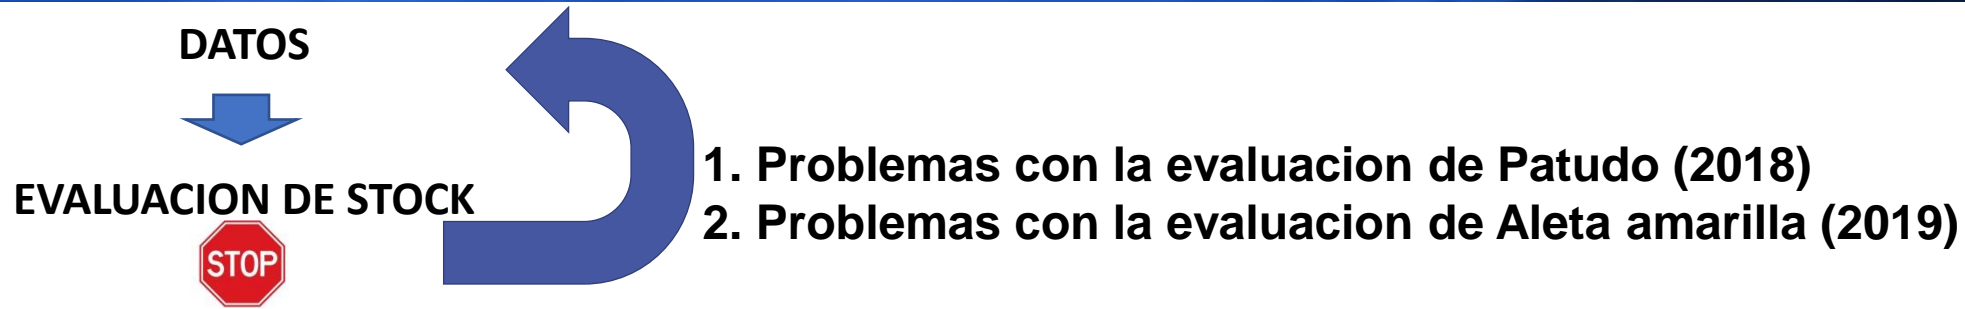 DATOS
EVALUACION DE STOCK
STOP
1. Problemas con la evaluacion de Patudo (2018)
2. Problemas con la evaluacion de Aleta amarilla (2019)